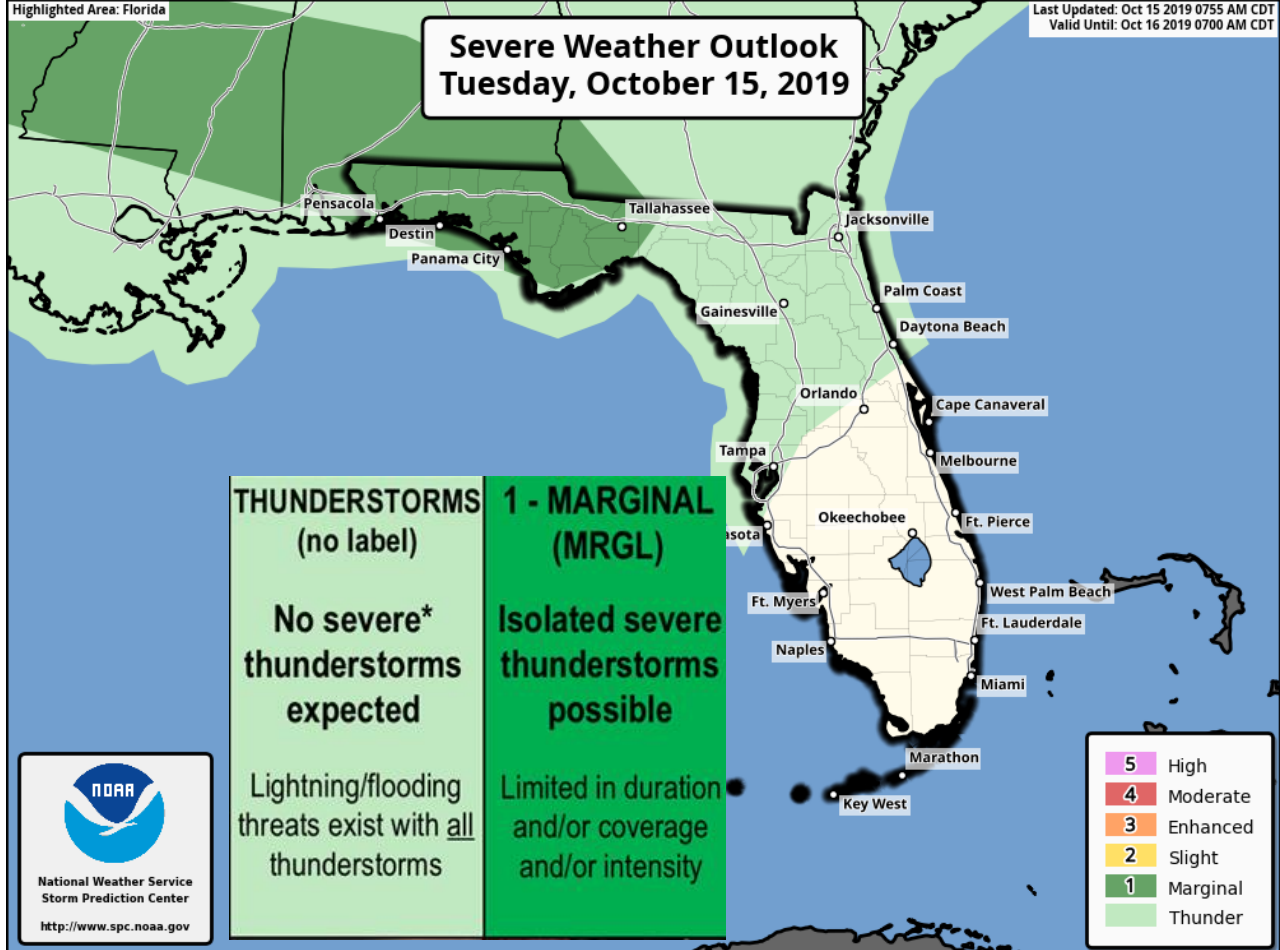 Highlighted Area: Florida
Last Updated: Oct 15 2019 0755 AM CDT
Valid Until: Oct 16 2019 0700 AM CDT
Severe Weather Outlook
Tuesday, October 15, 2019
Pensacola
Tallahassee
Jacksonville
Destin
Panama City
Palm Coast
Gainesville
Daytona Beach
Orlando
Cape Canaveral
Tampa
Melbourne
Okeechobee
Ft. Pierce
asota
West Palm Beach
Ft. Myers
Ft. Lauderdale
Naples
Miami
Marathon
Key West
THUNDERSTORMS
(no label)
No severe*
thunderstorms
expected
Lightning/flooding
threats exist with all
thunderstorms
1 - MARGINAL
(MRGL)
Isolated severe
thunderstorms
possible
Limited in duration
and/or coverage
and/or intensity
NOAA
National Weather Service
Storm Prediction Center
http://www.spc.noaa.gov
5 High
4 Moderate
3 Enhanced
2 Slight
1 Marginal
Thunder